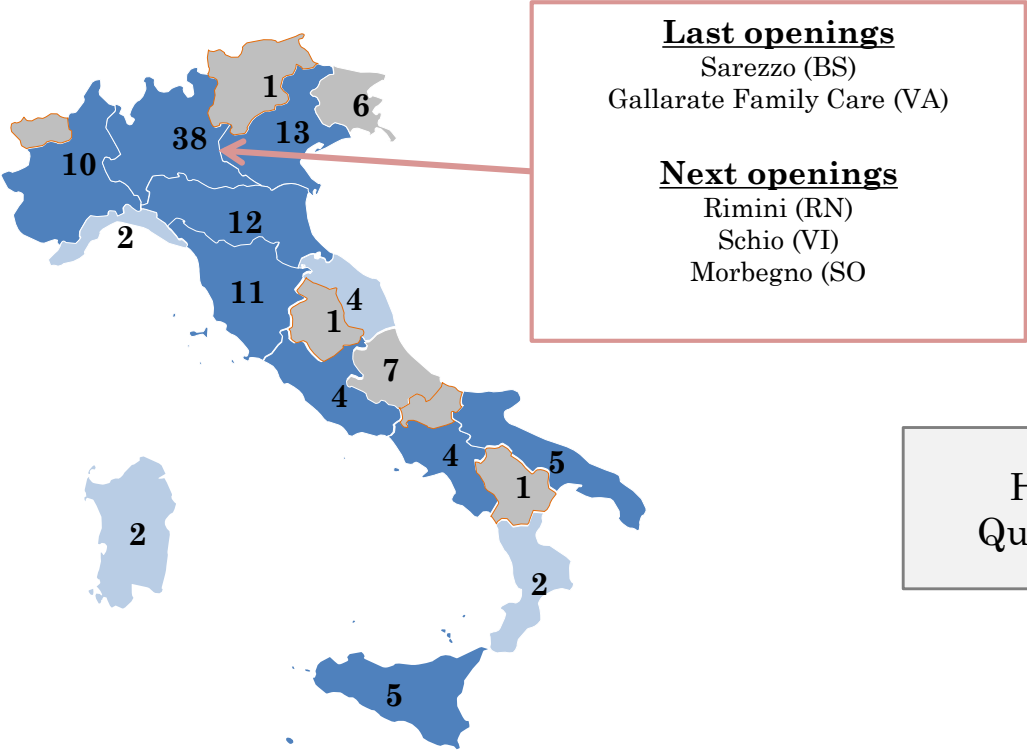 Last openings
Sarezzo (BS)
Gallarate Family Care (VA)
Next openings
Rimini (RN)
Schio (VI)
Morbegno (SO
1
6
38
13
10
12
2
11
4
1
7
4
4
5
1
2
2
5
H
Qu